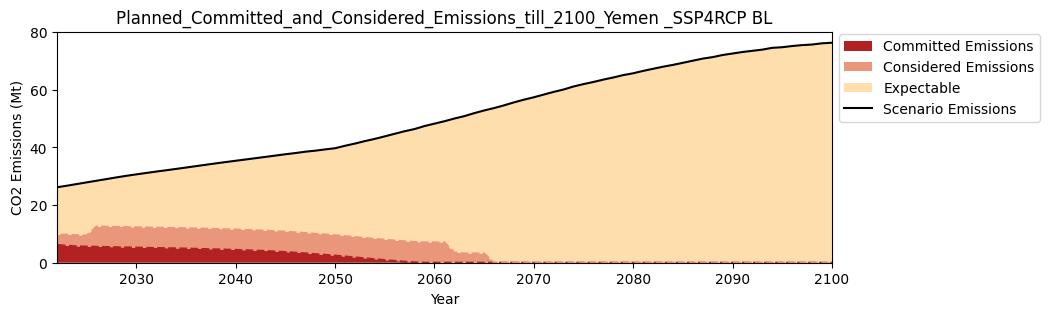 Planned_Committed_and_Considered_Emissions_till_2100_Yemen _SSP4RCP BL
CO2 Emissions (Mt)
80
60
40
20
0
2030 2040 2050 2060 2070 2080 2090 2100
Year
Committed Emissions
Considered Emissions
Expectable
Scenario Emissions